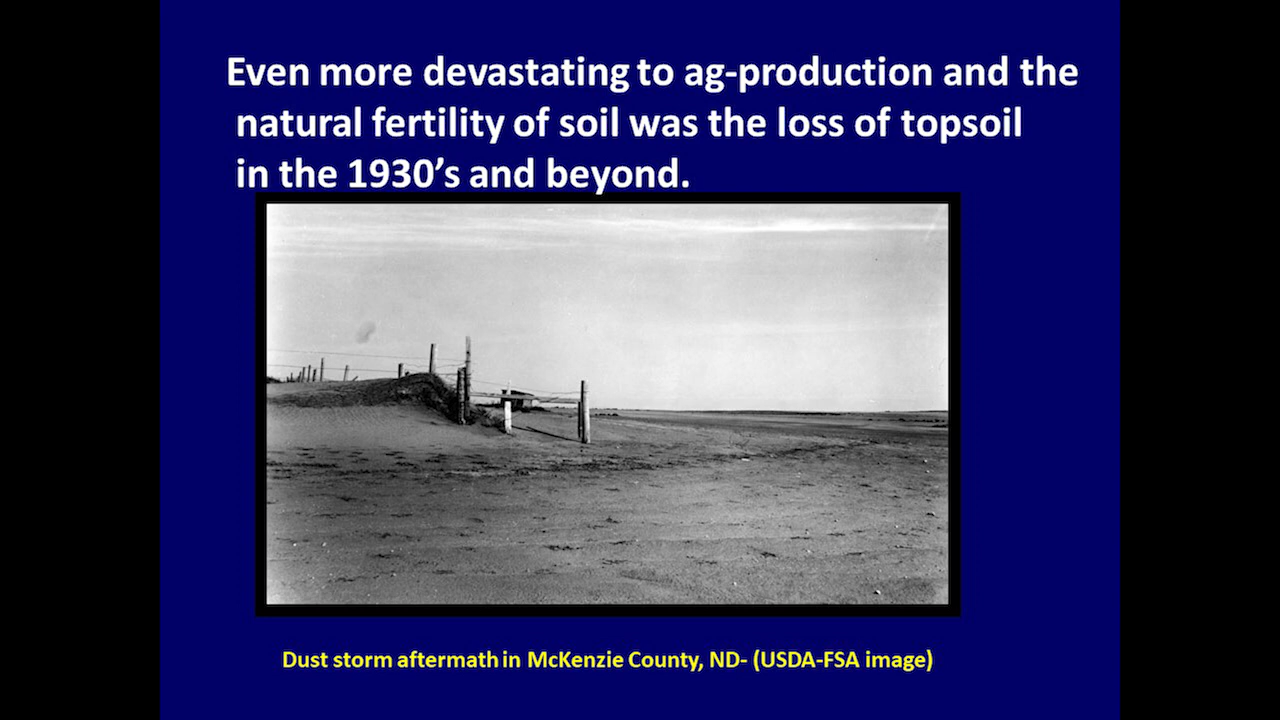 Even more devastating to ag-production and the
natural fertility of soil was the loss of topsoil
in the 1930’s and beyond.
Dust storm aftermath in McKenzie County, ND- (USDA-FSA image)